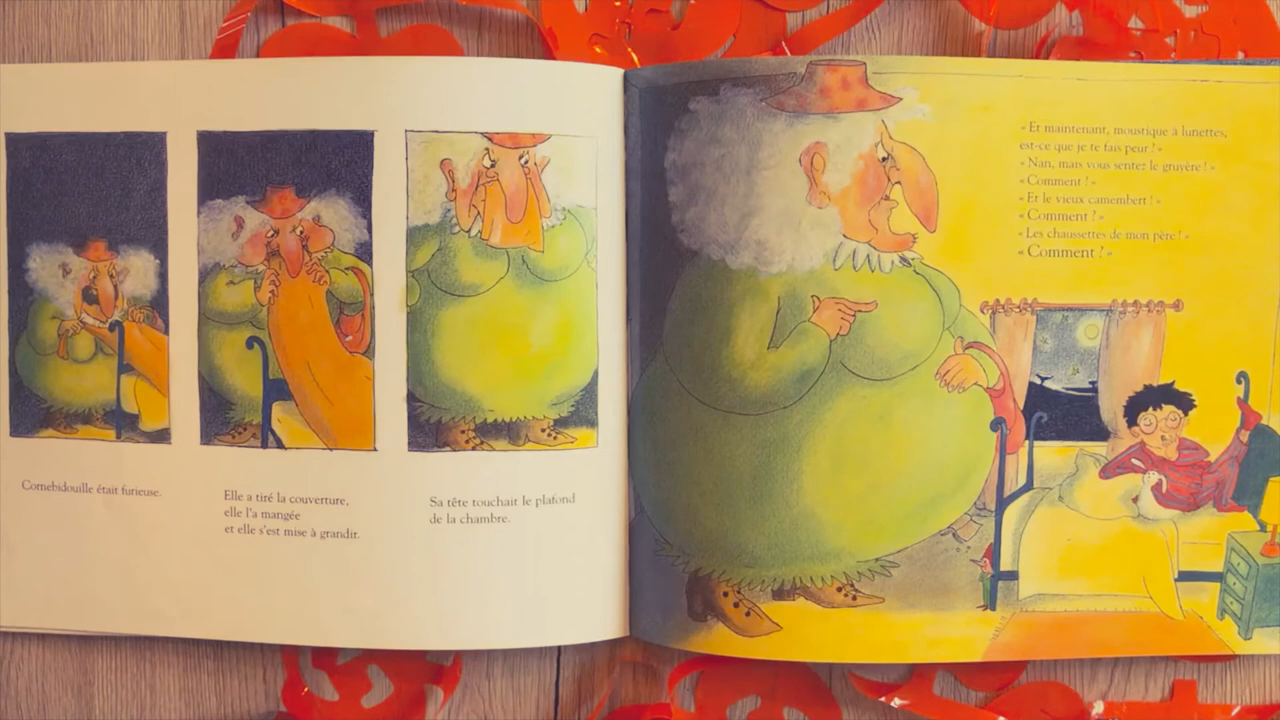 Cornebidouille était furieuse.
Elle a tiré la couverture,
elle l'a mangée
et elle s'est mise à grandir.
Sa tête touchait le plafond
de la chambre.
« Et maintenant, moustique à lunettes,
est-ce que je te fais peur ? »
« Nan, mais vous sentez le gruyère ! »
« Comment ! »
« Et le vieux camembert ! »
« Comment ? »
« Les chaussettes de mon père ! »
« Comment ? »